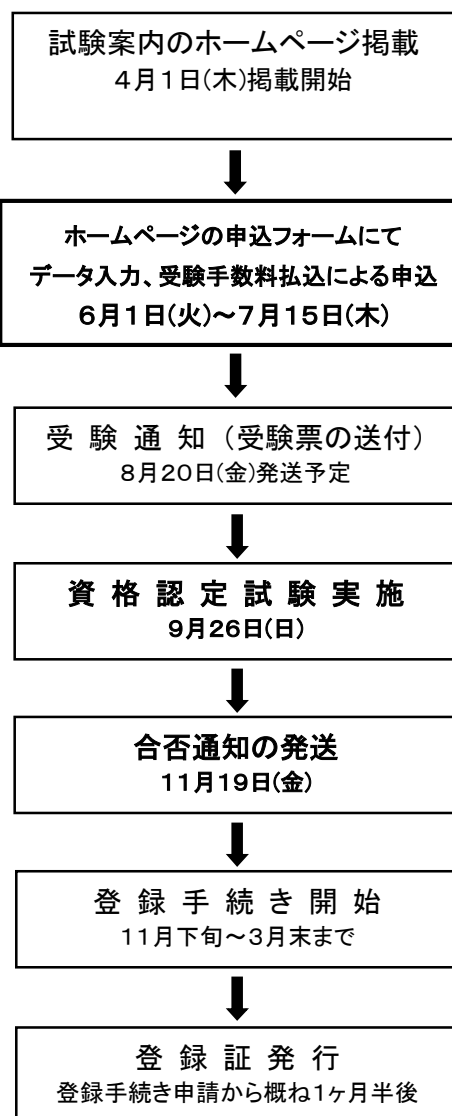 試験案内のホームページ掲載
4月1日(木)掲載開始
ホームページの申込フォームにて
データ入力、受験手数料払込による申込
6月1日(火)～7月15日(木)
受 験 通 知 （受験票の送付）
8月20日(金)発送予定
資 格 認 定 試 験 実 施
9月26日(日)
合否通知の発送
11月19日(金)
登 録 手 続 き 開 始
11月下旬～3月末まで
登 録 証 発 行
登録手続き申請から概ね1ヶ月半後